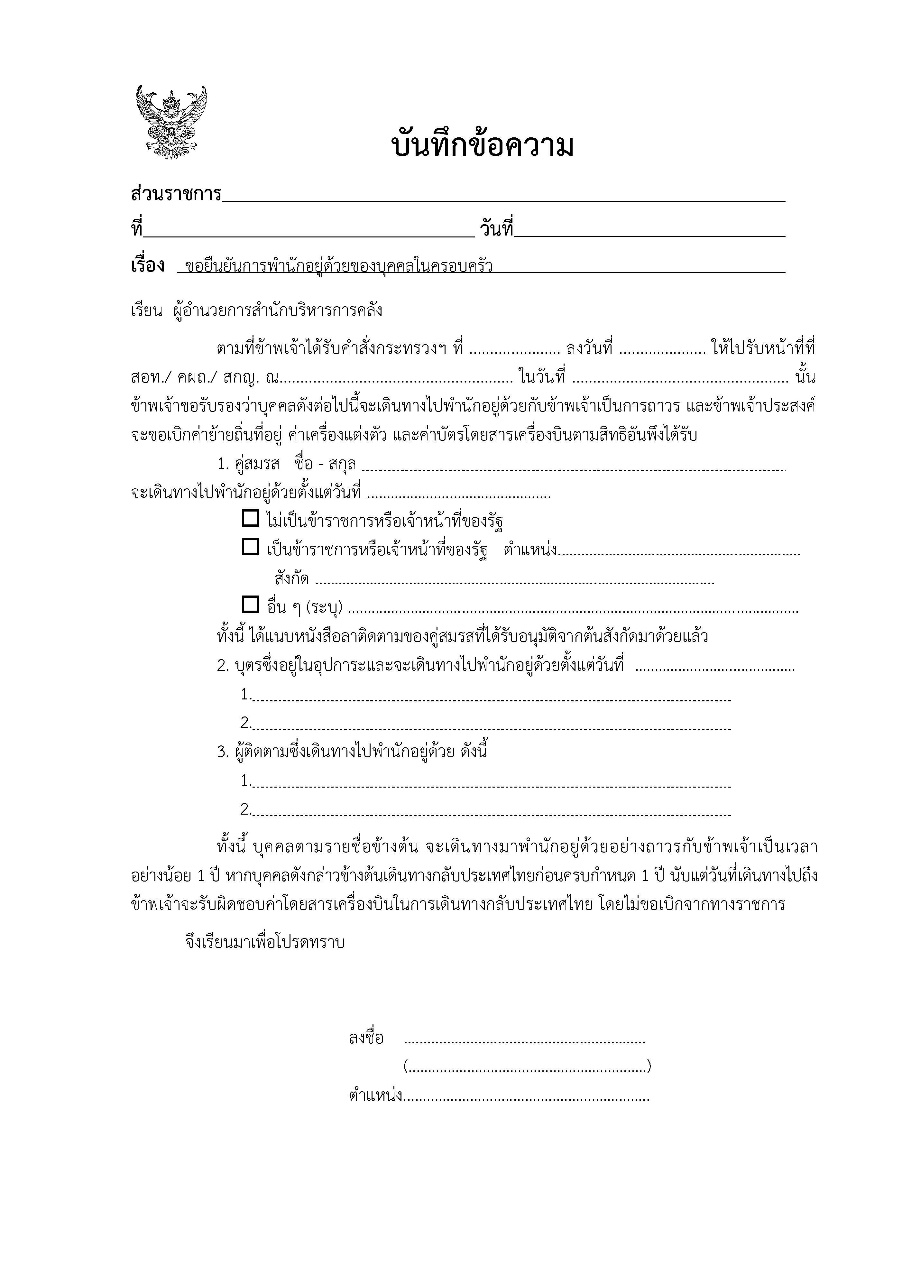 บันทึกข้อความ
ส่วนราชการ
ที่ วันที่
เรื่อง ขอยืนยันการพำนักอยู่ด้วยของบุคคลในครอบครัว
เรียน ผู้อำนวยการสำนักบริหารการคลัง
ตามที่ข้าพเจ้าได้รับคำสั่งกระทรวงฯ ที่ ...................... ลงวันที่ ..................... ให้ไปรับหน้าที่ที่
สอท./ คผถ./ สกญ. ณ........................................................ ในวันที่ .................................................... นั้น
ข้าพเจ้าขอรับรองว่าบุคคลดังต่อไปนี้จะเดินทางไปพำนักอยู่ด้วยกับข้าพเจ้าเป็นการถาวร และข้าพเจ้าประสงค์
จะขอเบิกค่าย้ายถิ่นที่อยู่ ค่าเครื่องแต่งตัว และค่าบัตรโดยสารเครื่องบินตามสิทธิอันพึงได้รับ
1. คู่สมรส ชื่อ - สกุล ........................................................
จะเดินทางไปพำนักอยู่ด้วยตั้งแต่วันที่ ...............................................
☐ ไม่เป็นข้าราชการหรือเจ้าหน้าที่ของรัฐ
☐ เป็นข้าราชการหรือเจ้าหน้าที่ของรัฐ ตำแหน่ง........................................................
สังกัด ........................................................
☐ อื่น ๆ (ระบุ) ........................................................
ทั้งนี้ ได้แนบหนังสือลาติดตามของคู่สมรสที่ได้รับอนุมัติจากต้นสังกัดมาด้วยแล้ว
2. บุตรซึ่งอยู่ในอุปการะและจะเดินทางไปพำนักอยู่ด้วยตั้งแต่วันที่ .......................................
1.........................................................
2.........................................................
3. ผู้ติดตามซึ่งเดินทางไปพำนักอยู่ด้วย ดังนี้
1.........................................................
2.........................................................
ทั้งนี้ บุคคลตามรายชื่อข้างต้น จะเดินทางมาพำนักอยู่ด้วยอย่างถาวรกับข้าพเจ้าเป็นเวลา
อย่างน้อย 1 ปี หากบุคคลดังกล่าวข้างต้นเดินทางกลับประเทศไทยก่อนครบกำหนด 1 ปี นับแต่วันที่เดินทางไปถึง
ข้าพเจ้าจะรับผิดชอบค่าโดยสารเครื่องบินในการเดินทางกลับประเทศไทย โดยไม่ขอเบิกจากทางราชการ
จึงเรียนมาเพื่อโปรดทราบ
ลงชื่อ ........................................................
(........................................................)
ตำแหน่ง........................................................